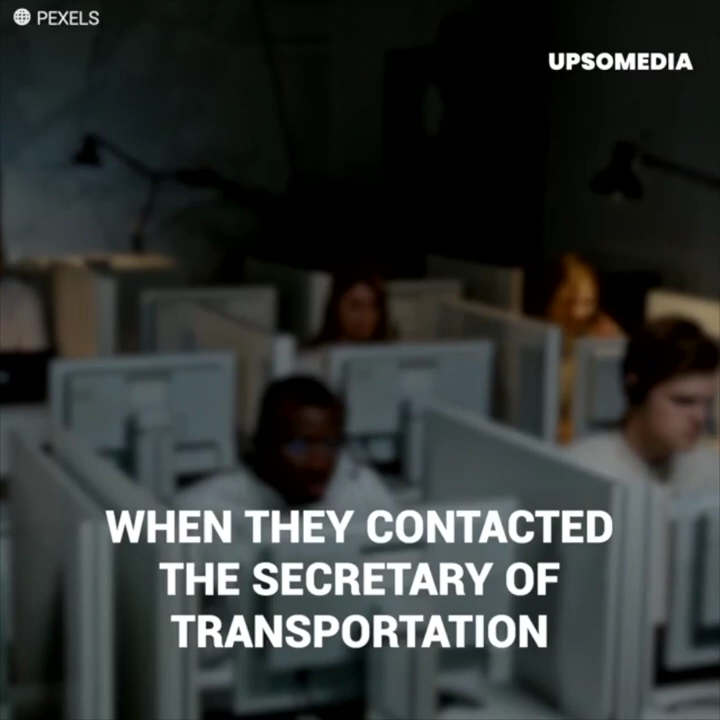 PEXELS
UPSOMEDIA
WHEN THEY CONTACTED
THE SECRETARY OF
TRANSPORTATION